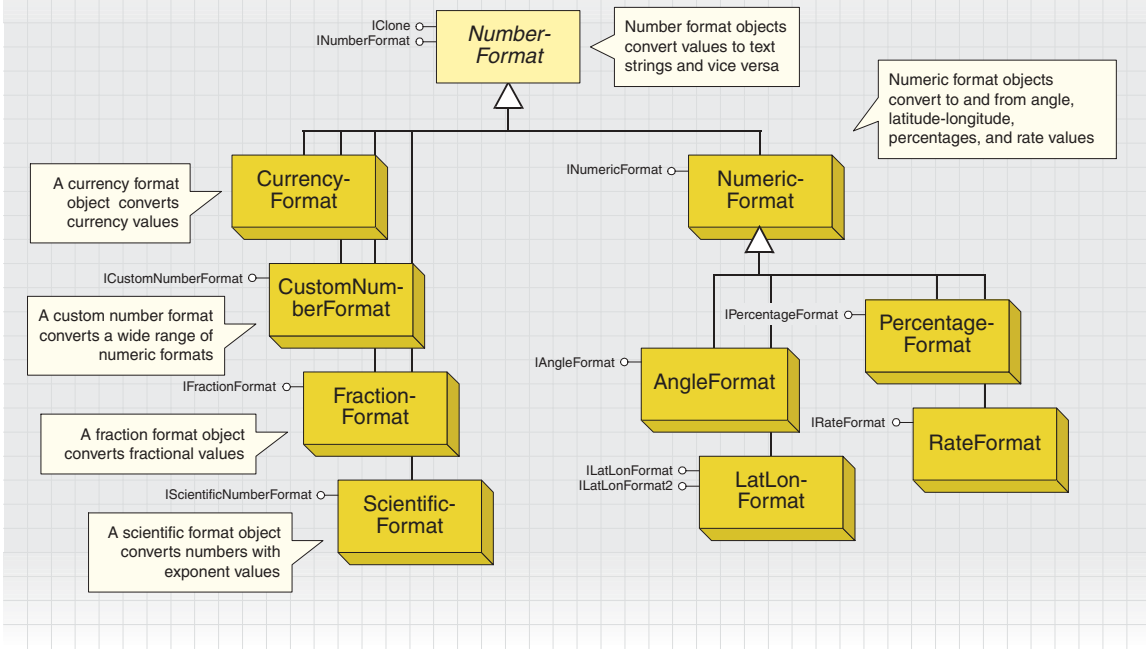 IClone
INumberFormat
Number-
Format
Number format objects
convert values to text
strings and vice versa
Numeric format objects
convert to and from angle,
latitude-longitude,
percentages, and rate values
A currency format
object converts
currency values
Currency-
Format
INumericFormat
Numeric-
Format
ICustomNumberFormat
CustomNum-
berFormat
A custom number format
converts a wide range of
numeric formats
IPercentageFormat
Percentage-
Format
IAngleFormat
AngleFormat
IFractionFormat
Fraction-
Format
A fraction format object
converts fractional values
IRateFormat
RateFormat
ILatLonFormat
ILatLonFormat2
LatLon-
Format
IScientificNumberFormat
Scientific-
Format
A scientific format object
converts numbers with
exponent values